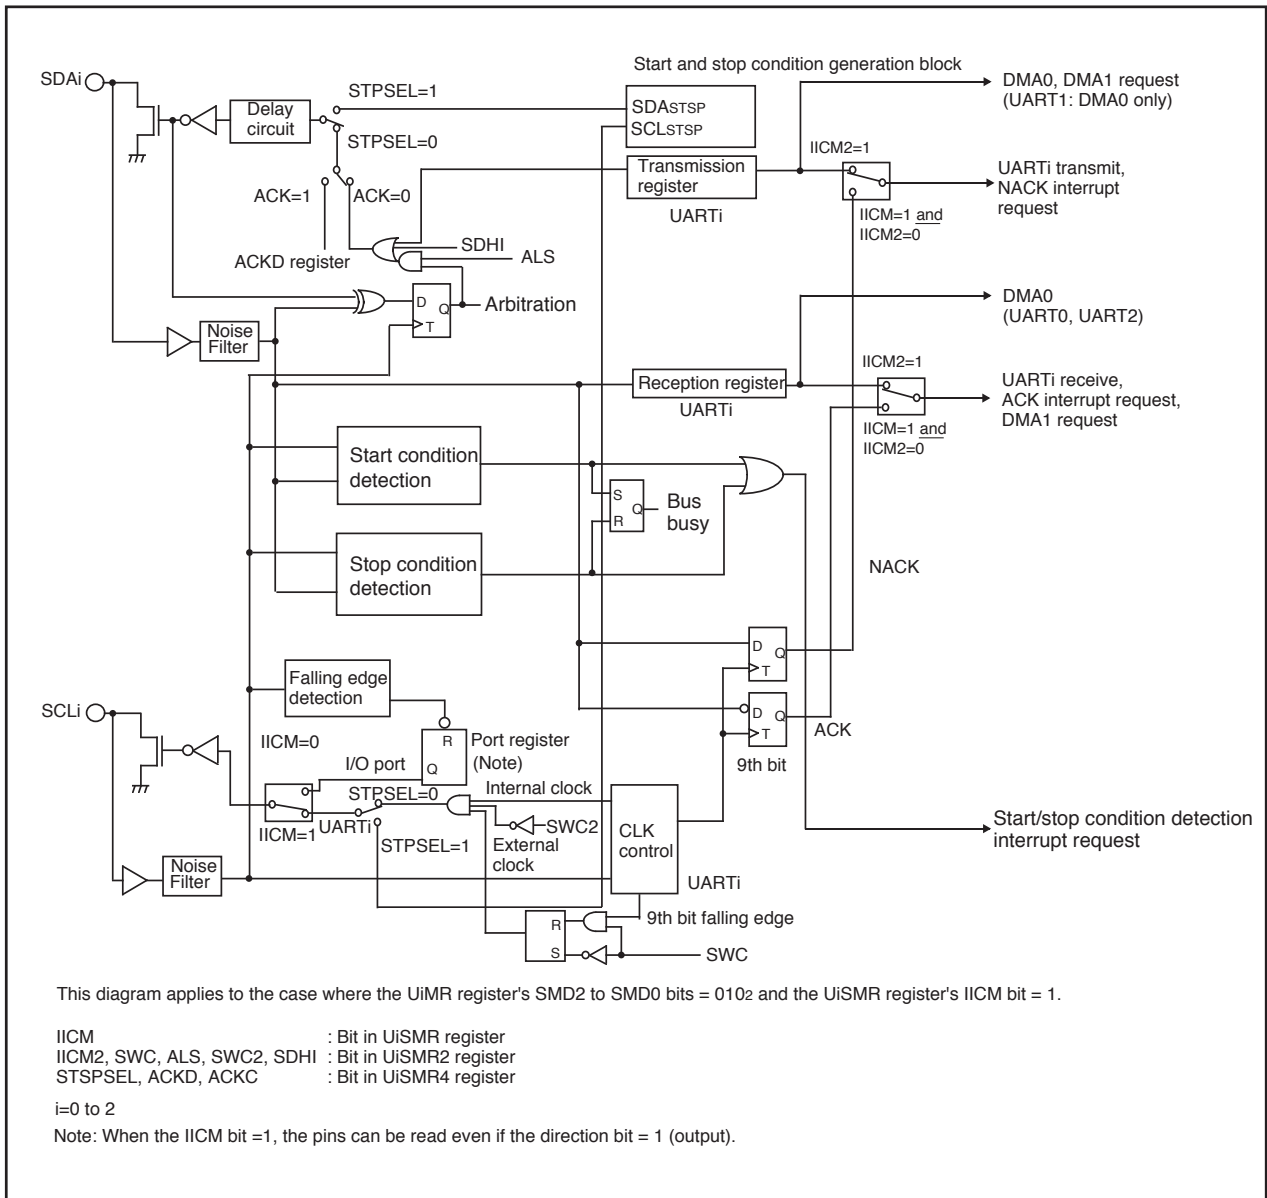 SDAi
STPSEL=1
Delay
circuit
STPSEL=0
ACK=1
ACK=0
ACKD register
Start and stop condition generation block
SDASTSP
SCLSTSP
Transmission
register
UARTi
SDHI
ALS
D
Q
T
Arbitration
Noise
Filter
DMA0, DMA1 request
(UART1: DMA0 only)
IICM2=1
UARTi transmit,
NACK interrupt
request
IICM=1 and
IICM2=0
DMA0
(UART0, UART2)
IICM2=1
Reception register
UARTi
UARTi receive,
ACK interrupt request,
DMA1 request
IICM=1 and
IICM2=0
Start condition
detection
S
Q
R
Bus
busy
Stop condition
detection
NACK
D
Q
T
D
Q
T
ACK
9th bit
Falling edge
detection
SCLi
IICM=0
I/O port
R
Q
Port register
(Note)
STPSEL=0
Internal clock
IICM=1
UARTi
STPSEL=1
SWC2
External
clock
CLK
control
UARTi
Noise
Filter
9th bit falling edge
R
S
SWC
Start/stop condition detection
interrupt request
This diagram applies to the case where the UiMR register's SMD2 to SMD0 bits = 0102 and the UiSMR register's IICM bit = 1.
IICM : Bit in UiSMR register
IICM2, SWC, ALS, SWC2, SDHI : Bit in UiSMR2 register
STSPSEL, ACKD, ACKC : Bit in UiSMR4 register
i=0 to 2
Note: When the IICM bit =1, the pins can be read even if the direction bit = 1 (output).